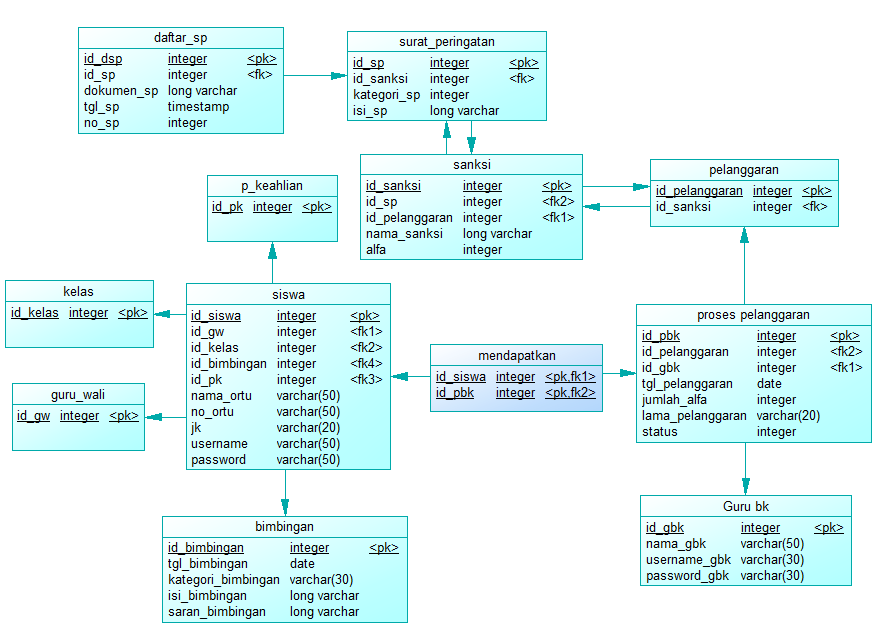 daftar_sp
id_dsp integer <pk>
id_sp integer <fk>
dokumen_sp long varchar
tgl_sp timestamp
no_sp integer
surat_peringatan
id_sp integer <pk>
id_sanksi integer <fk>
kategori_sp integer
isi_sp long varchar
sanksi
id_sanksi integer <pk>
id_sp integer <fk2>
id_pelanggaran integer <fk1>
nama_sanksi long varchar
alfa integer
pelanggaran
id_pelanggaran integer <pk>
id_sanksi integer <fk>
p_keahlian
id_pk integer <pk>
kelas
id_kelas integer <pk>
siswa
id_siswa integer <pk>
id_gw integer <fk1>
id_kelas integer <fk2>
id_bimbingan integer <fk4>
id_pk integer <fk3>
nama_ortu varchar(50)
no_ortu varchar(50)
jk varchar(20)
username varchar(50)
password varchar(50)
guru_wali
id_gw integer <pk>
mendapatkan
id_siswa integer <pk,fk1>
id_pbk integer <pk,fk2>
proses pelanggaran
id_pbk integer <pk>
id_pelanggaran integer <fk2>
id_gbk integer <fk1>
tgl_pelanggaran date
jumlah_alfa integer
lama_pelanggaran varchar(20)
status integer
bimbingan
id_bimbingan integer <pk>
tgl_bimbingan date
kategori_bimbingan varchar(30)
isi_bimbingan long varchar
saran_bimbingan long varchar
Guru bk
id_gbk integer <pk>
nama_gbk varchar(50)
username_gbk varchar(30)
password_gbk varchar(30)